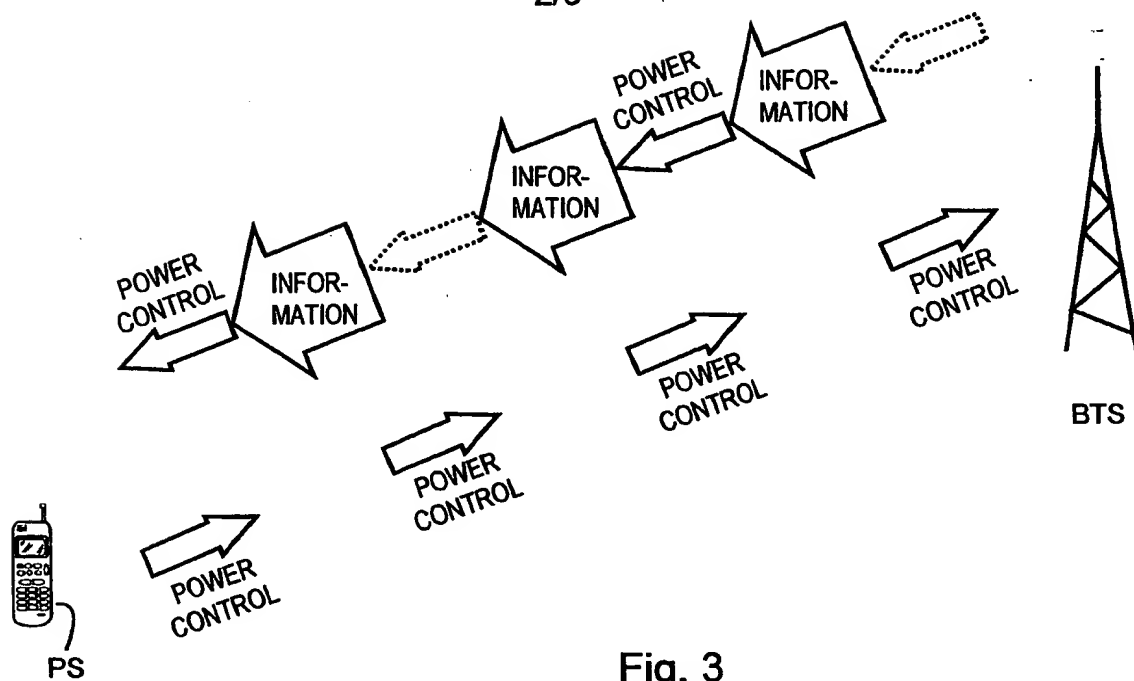 POWER
CONTROL
INFOR-
MATION
POWER
CONTROL
INFOR-
MATION
POWER
CONTROL
INFOR-
MATION
POWER
CONTROL
POWER
CONTROL
POWER
CONTROL
POWER
CONTROL
BTS
PS
Fig. 3